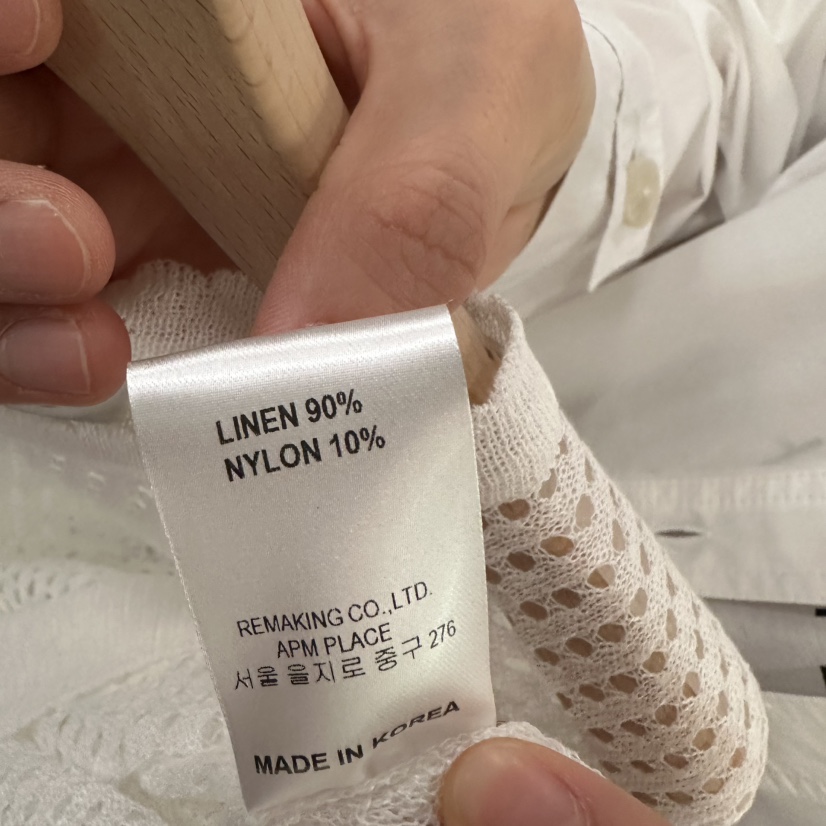 LINEN 90%
NYLON 10%
REMAKING CO.,LTD.
APM PLACE
서울 을지로 중구 276
MADE IN KOREA